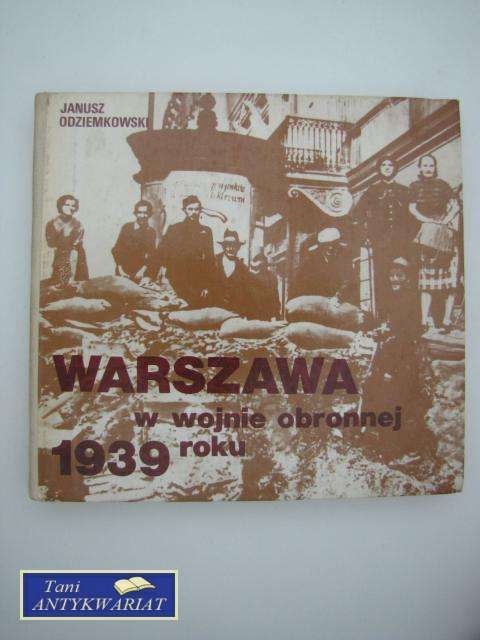 JANUSZ
ODZIEMKOWSKI
WARSZAWA
w wojnie obronnej
1939 roku
Tani
ANTYKWARIAT